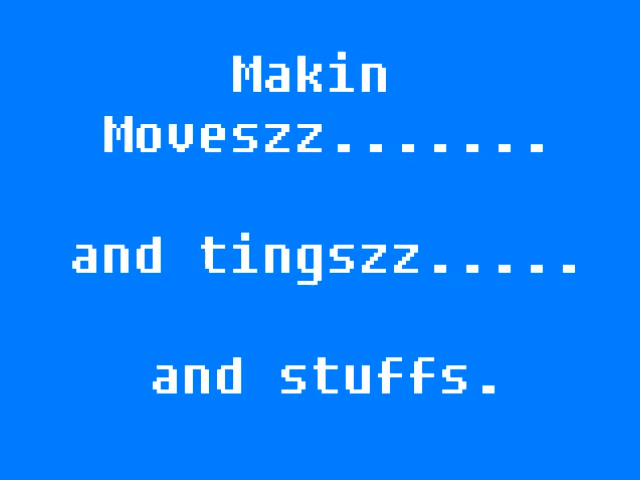 Makin
Moveszz.......
and tingszz.....
and stuffs.